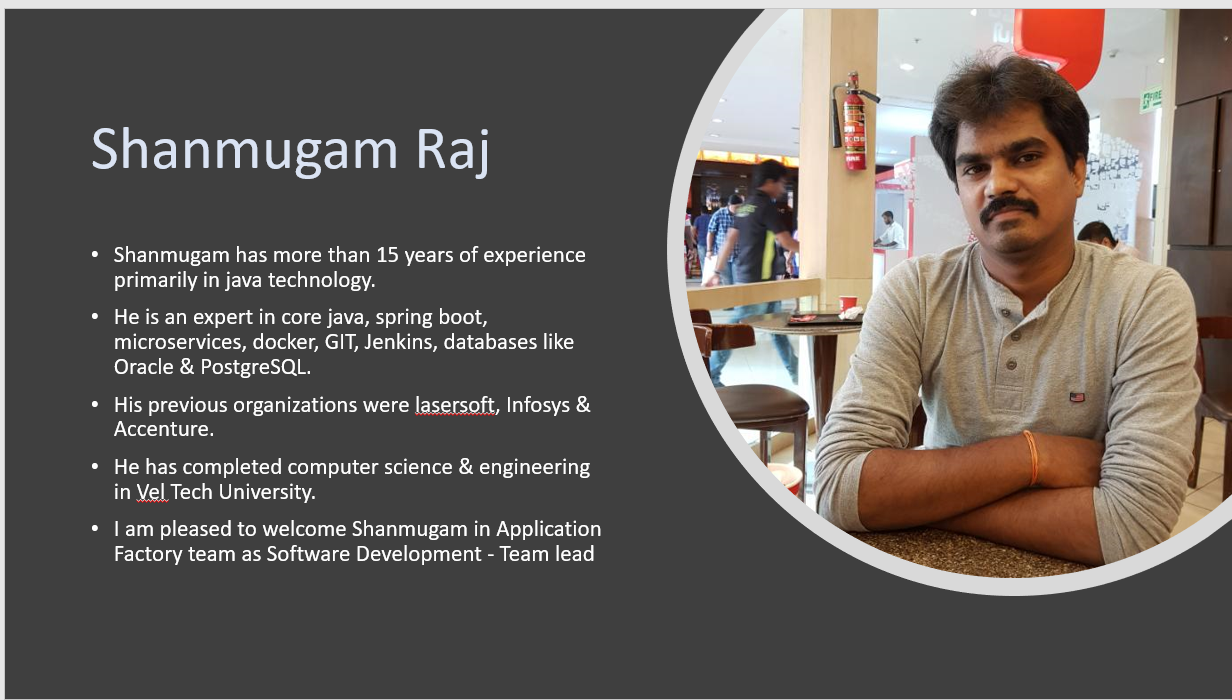 Shanmugam Raj
• Shanmugam has more than 15 years of experience
primarily in java technology.
• He is an expert in core java, spring boot,
microservices, docker, GIT, Jenkins, databases like
Oracle & PostgreSQL.
• His previous organizations were lasersoft, Infosys &
Accenture.
• He has completed computer science & engineering
in Vel Tech University.
• I am pleased to welcome Shanmugam in Application
Factory team as Software Development - Team lead
FIRE